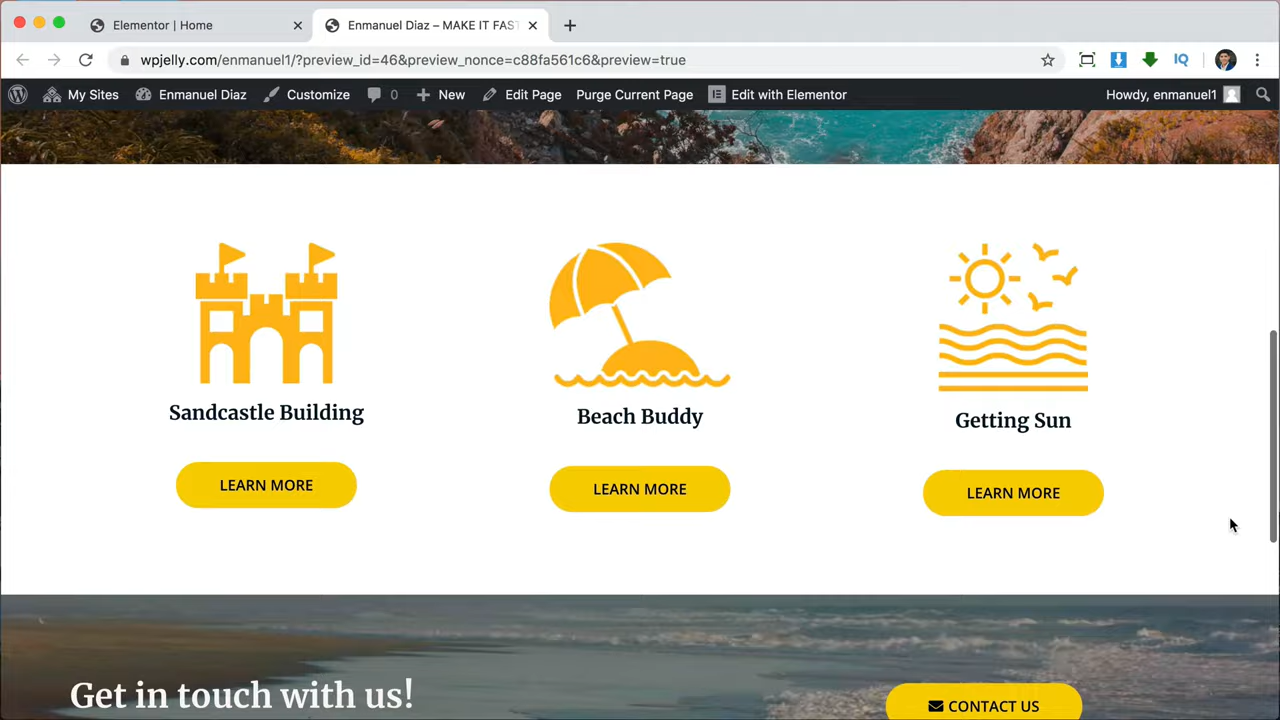 Elementor | Home
Enmanuel Diaz – MAKE IT FAST
wpjelly.com/enmanuel1/?preview_id=46&preview_nonce=c88fa561c6&preview=true
IQ
My Sites Enmanuel Diaz Customize 0 New Edit Page Purge Current Page Edit with Elementor Howdy, enmanuel1
Sandcastle Building
Beach Buddy
Getting Sun
LEARN MORE
LEARN MORE
LEARN MORE
Get in touch with us!
CONTACT US